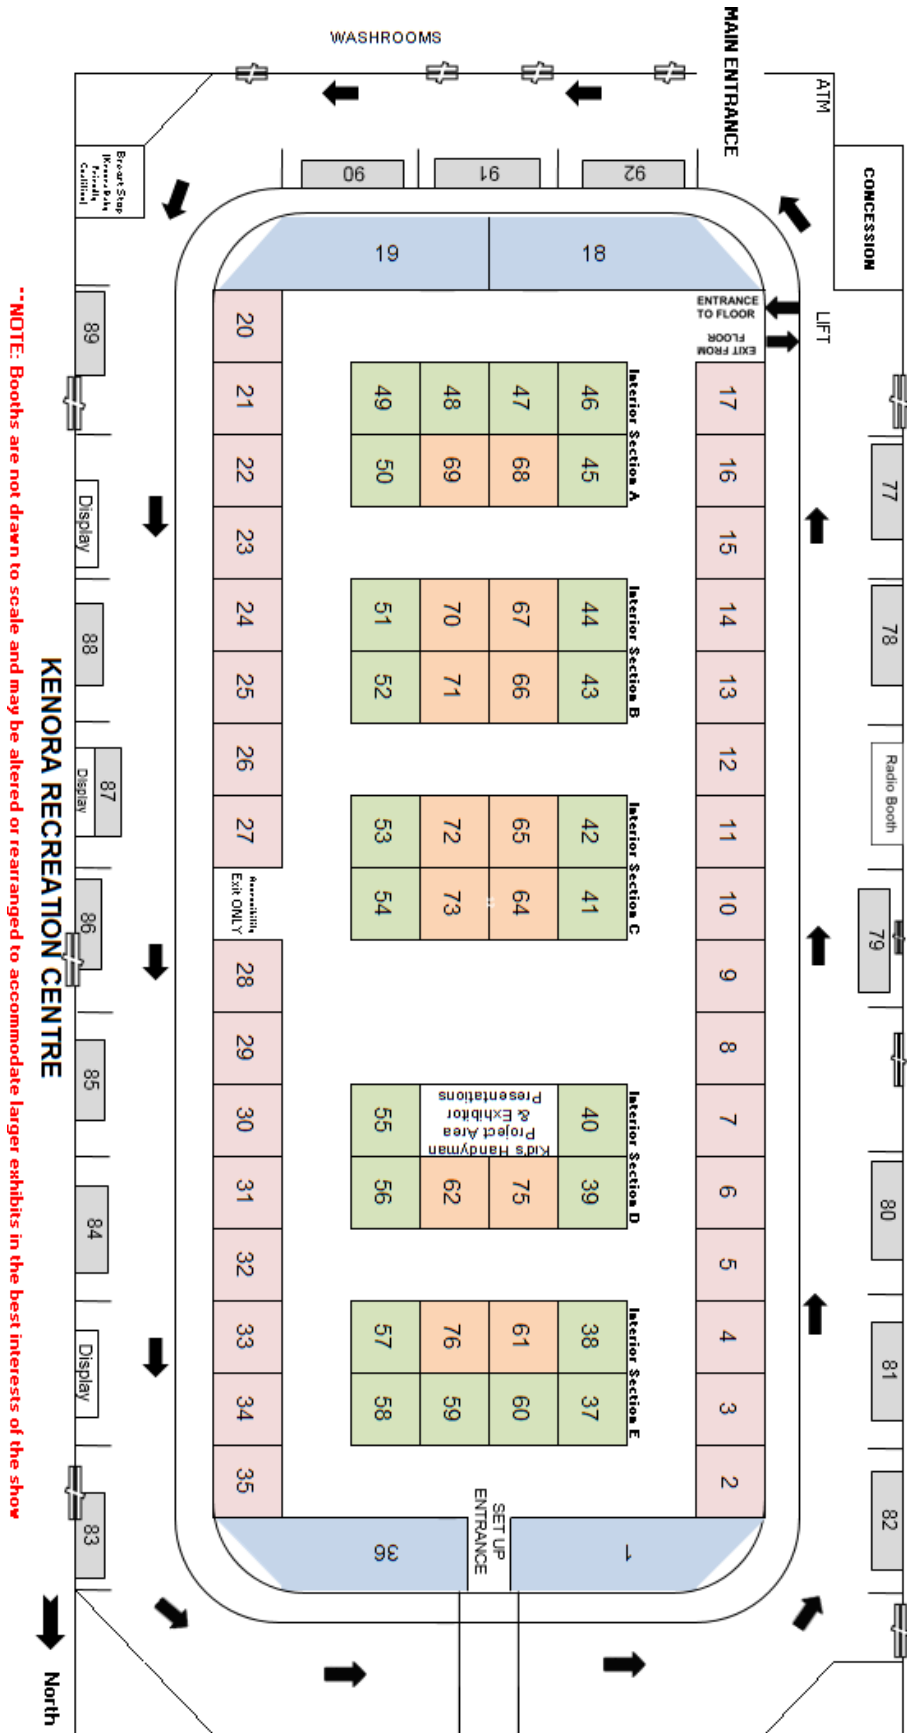 WASHROOMS
MAIN ENTRANCE
ATM
CONCESSION
90
91
92
Breast Stop
(Kenora Baby
Friendly
Coalition)
19
18
ENTRANCE
TO FLOOR
EXIT FROM
FLOOR
LIFT
89
20
21
22
23
24
25
26
27
Accessibility
Exit ONLY
28
29
30
31
32
33
34
35
49
48
47
46
50
69
68
45
Interior Section A
51
70
67
44
52
71
66
43
Interior Section B
53
72
65
42
54
73
64
41
Interior Section C
55
Kid's Handyman
Project Area
& Exhibitor
Presentations
40
56
62
75
39
Interior Section D
57
76
61
38
58
59
60
37
Interior Section E
17
16
15
14
13
12
11
10
9
8
7
6
5
4
3
2
77
78
Radio Booth
79
80
81
82
Display
88
87
Display
86
85
84
Display
83
36
SET UP
ENTRANCE
1
North
KENORA RECREATION CENTRE
**NOTE: Booths are not drawn to scale and may be altered or rearranged to accommodate larger exhibits in the best interests of the show